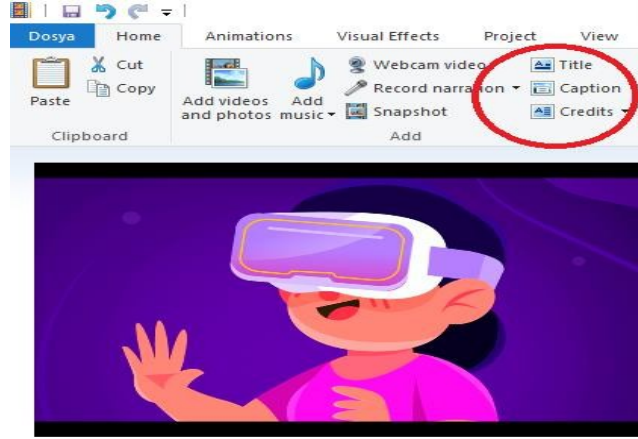 Dosya Home Animations Visual Effects Project View
Paste
Cut
Copy
Clipboard
Add videos and photos
Add music
Webcam video
Record narration
Snapshot
Add
Title
Caption
Credits